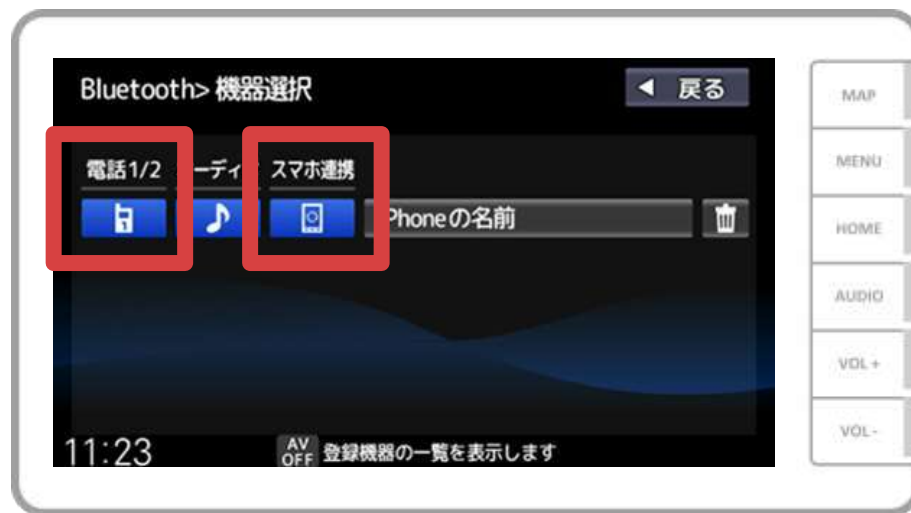 Bluetooth> 機器選択
◀ 戻る
電話1/2
ーディ
スマホ連携
1
Phoneの名前
11:23
AV OFF 登録機器の一覧を表示します
MAP
MENU
HOME
AUDIO
VOL +
VOL -